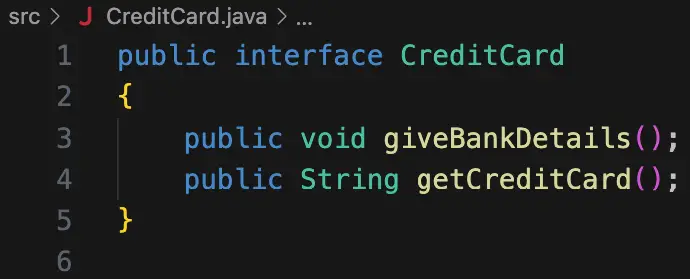 src > J CreditCard.java > ...
1 public interface CreditCard
2 {
3 public void giveBankDetails();
4 public String getCreditCard();
5 }
6